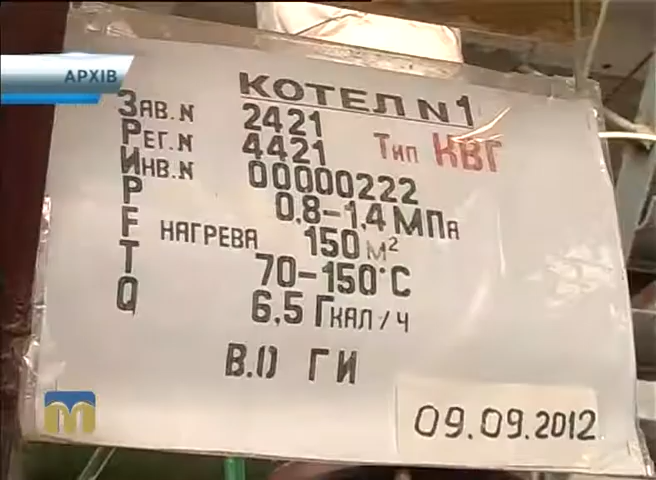 АРХІВ
КОТЕЛ N 1
ЗАВ. N 2421 ТИП КВГ
РЕГ. N 4421
ИНВ. N 00000222
P 0.8-1.4 МПа
F НАГРЕВА 150 М²
T 70-150°С
Q 6.5 ГКАЛ/Ч
В.О ГИ
09.09.2012